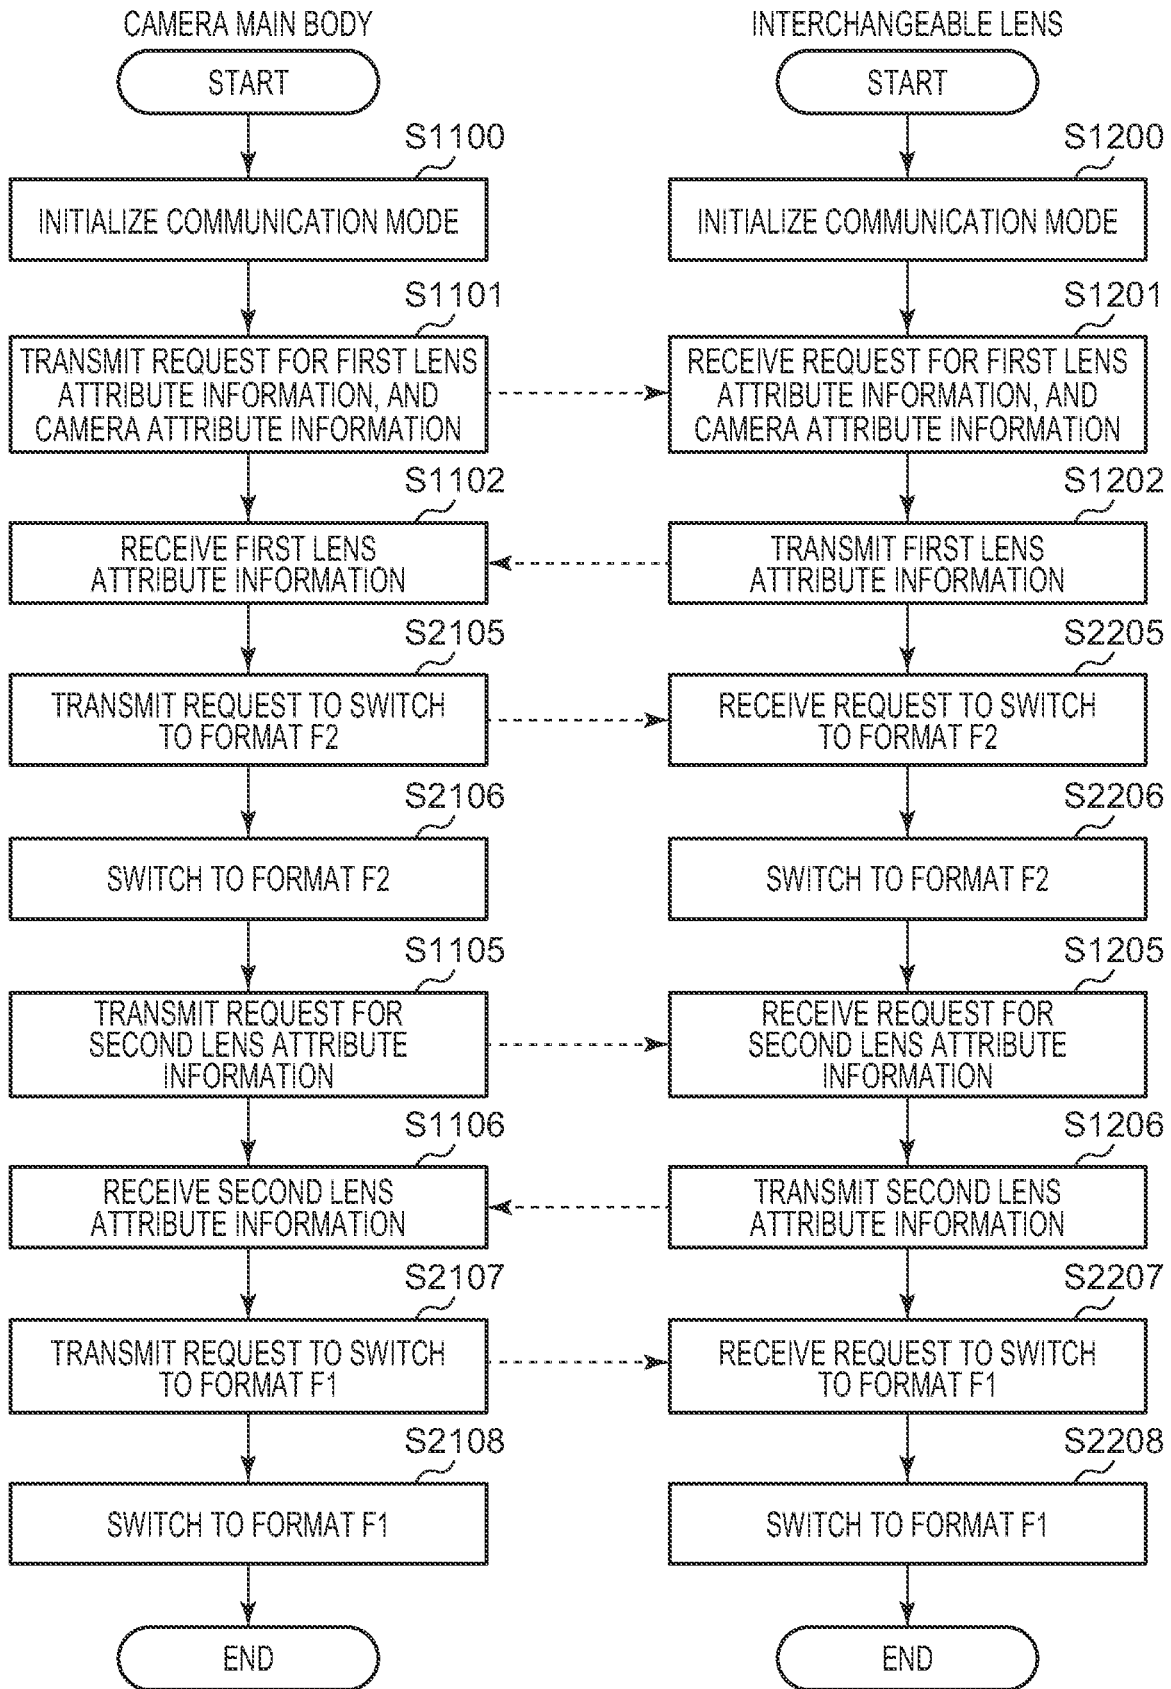 CAMERA MAIN BODY
START
S1100
INITIALIZE COMMUNICATION MODE
S1101
TRANSMIT REQUEST FOR FIRST LENS
ATTRIBUTE INFORMATION, AND
CAMERA ATTRIBUTE INFORMATION
S1102
RECEIVE FIRST LENS
ATTRIBUTE INFORMATION
S2105
TRANSMIT REQUEST TO SWITCH
TO FORMAT F2
S2106
SWITCH TO FORMAT F2
S1105
TRANSMIT REQUEST FOR
SECOND LENS ATTRIBUTE
INFORMATION
S1106
RECEIVE SECOND LENS
ATTRIBUTE INFORMATION
S2107
TRANSMIT REQUEST TO SWITCH
TO FORMAT F1
S2108
SWITCH TO FORMAT F1
END
INTERCHANGEABLE LENS
START
S1200
INITIALIZE COMMUNICATION MODE
S1201
RECEIVE REQUEST FOR FIRST LENS
ATTRIBUTE INFORMATION, AND
CAMERA ATTRIBUTE INFORMATION
S1202
TRANSMIT FIRST LENS
ATTRIBUTE INFORMATION
S2205
RECEIVE REQUEST TO SWITCH
TO FORMAT F2
S2206
SWITCH TO FORMAT F2
S1205
RECEIVE REQUEST FOR
SECOND LENS ATTRIBUTE
INFORMATION
S1206
TRANSMIT SECOND LENS
ATTRIBUTE INFORMATION
S2207
RECEIVE REQUEST TO SWITCH
TO FORMAT F1
S2208
SWITCH TO FORMAT F1
END